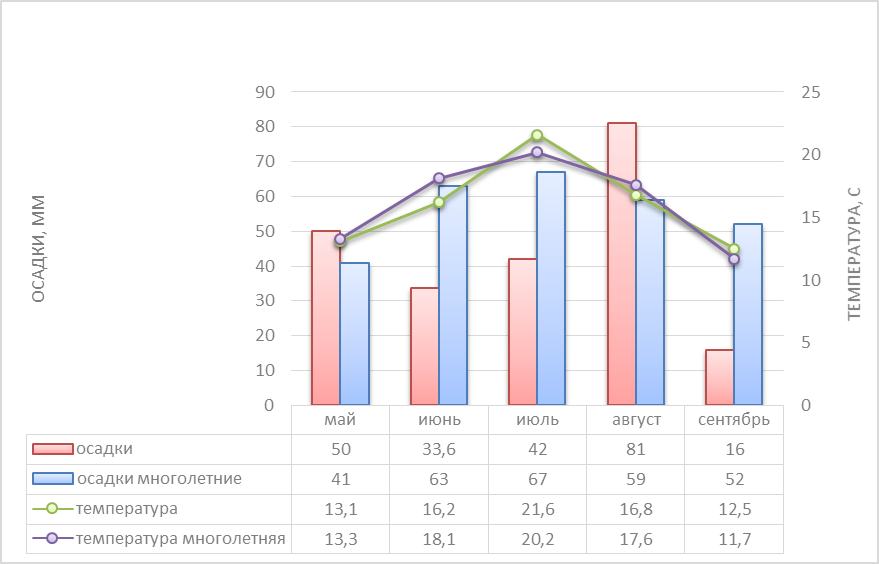 ОСАДКИ, ММ
90
80
70
60
50
40
30
20
10
0
25
20
15
10
5
0
ТЕМПЕРАТУРА, С
май июнь июль август сентябрь
осадки 50 33,6 42 81 16
осадки многолетние 41 63 67 59 52
температура 13,1 16,2 21,6 16,8 12,5
температура многолетняя 13,3 18,1 20,2 17,6 11,7